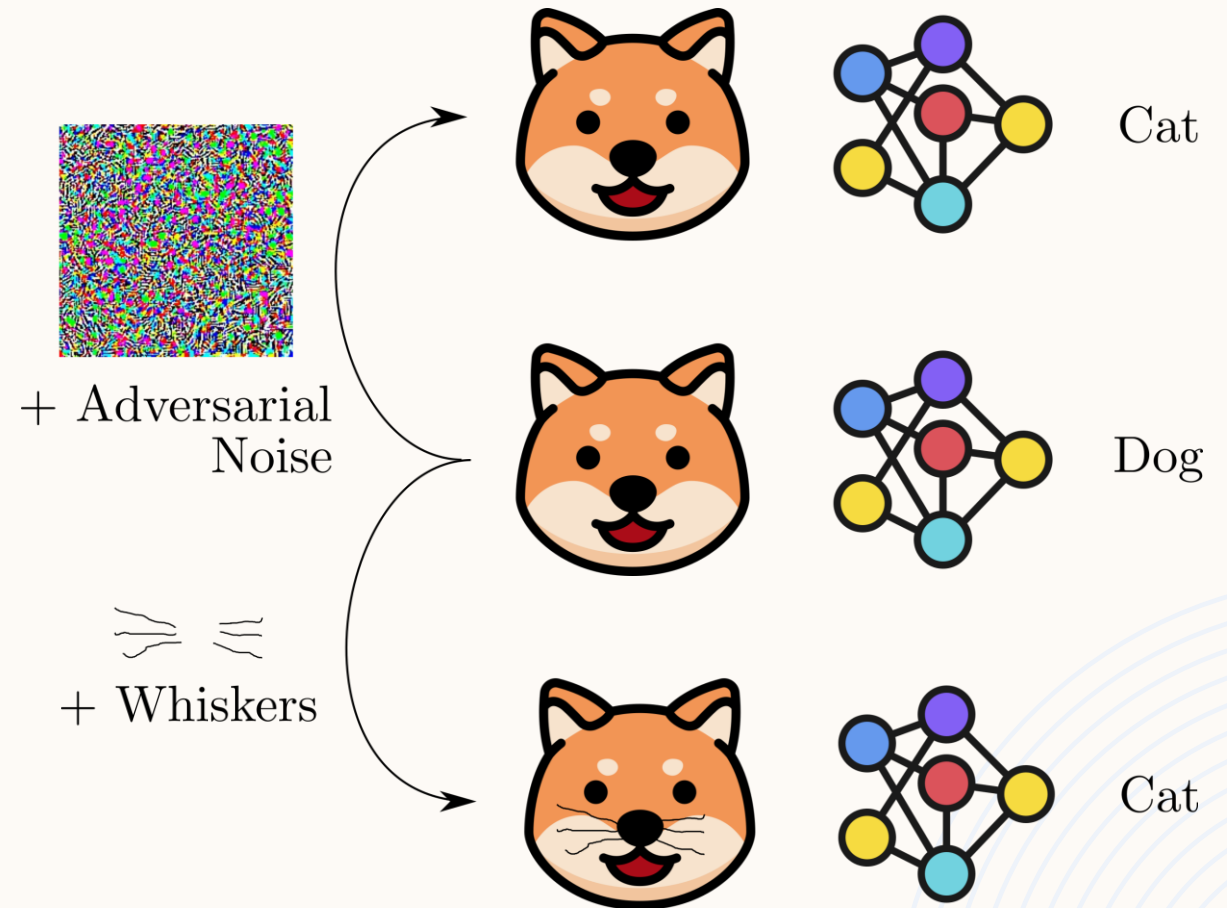 Cat
+ Adversarial
Noise
Dog
+ Whiskers
Cat